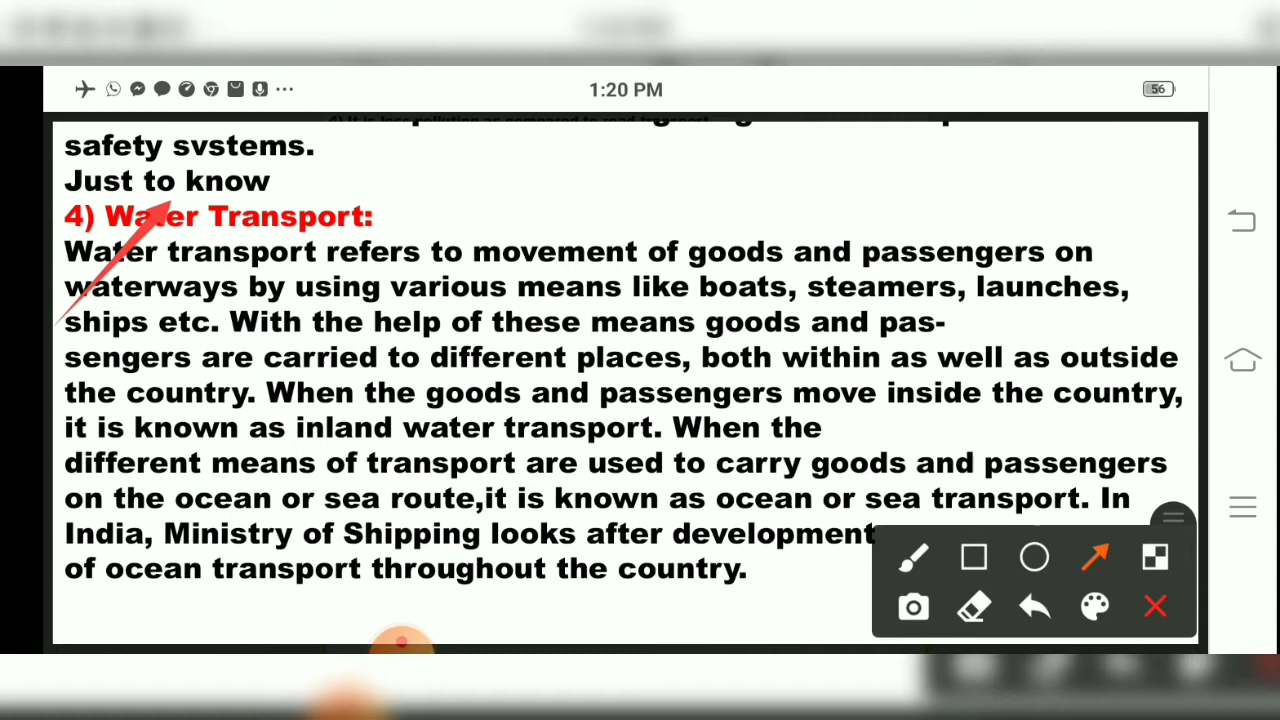 1:20 PM
56
safety systems.
Just to know
4) Water Transport:
Water transport refers to movement of goods and passengers on
waterways by using various means like boats, steamers, launches,
ships etc. With the help of these means goods and pas-
sengers are carried to different places, both within as well as outside
the country. When the goods and passengers move inside the country,
it is known as inland water transport. When the
different means of transport are used to carry goods and passengers
on the ocean or sea route,it is known as ocean or sea transport. In
India, Ministry of Shipping looks after development
of ocean transport throughout the country.